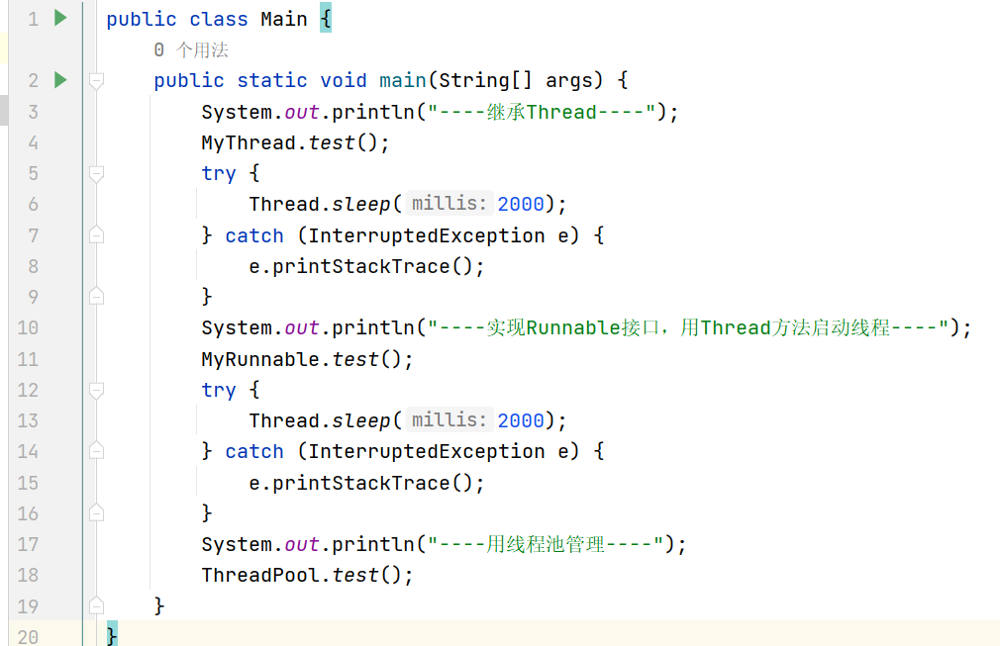 1 public class Main {
0 个用法
2 public static void main(String[] args) {
3 System.out.println("----继承Thread----");
4 MyThread.test();
5 try {
6 Thread.sleep( millis: 2000);
7 } catch (InterruptedException e) {
8 e.printStackTrace();
9 }
10 System.out.println("----实现Runnable接口，用Thread方法启动线程----");
11 MyRunnable.test();
12 try {
13 Thread.sleep( millis: 2000);
14 } catch (InterruptedException e) {
15 e.printStackTrace();
16 }
17 System.out.println("----用线程池管理----");
18 ThreadPool.test();
19 }
20 }